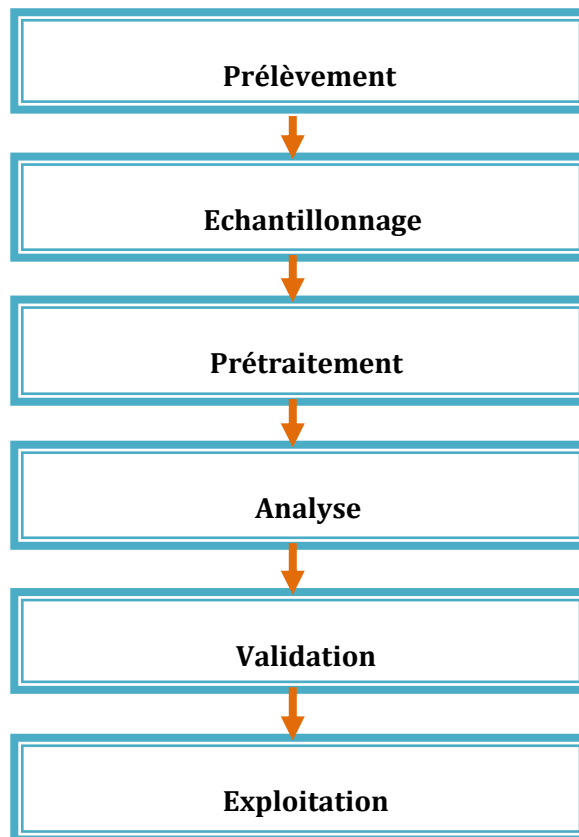 Prélèvement
Echantillonnage
Prétraitement
Analyse
Validation
Exploitation